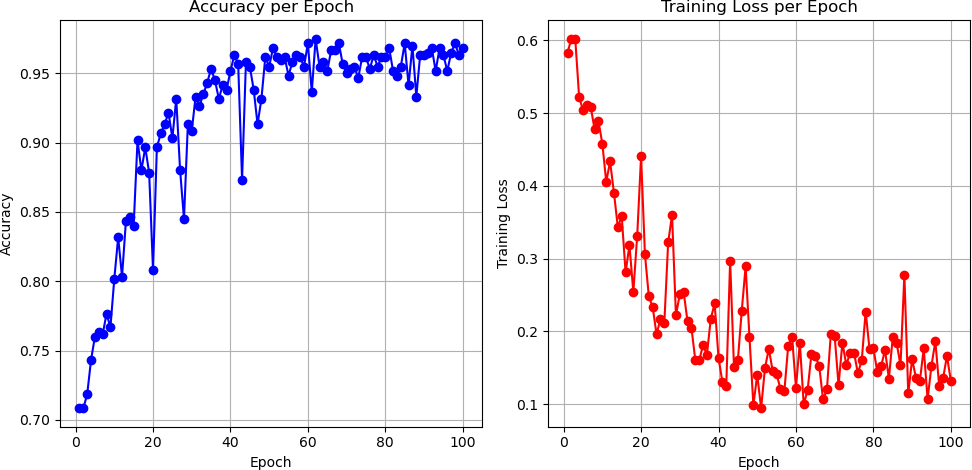 Accuracy per Epoch
Accuracy
0.95
0.90
0.85
0.80
0.75
0.70
0 20 40 60 80 100
Epoch
Training Loss per Epoch
Training Loss
0.6
0.5
0.4
0.3
0.2
0.1
0 20 40 60 80 100
Epoch